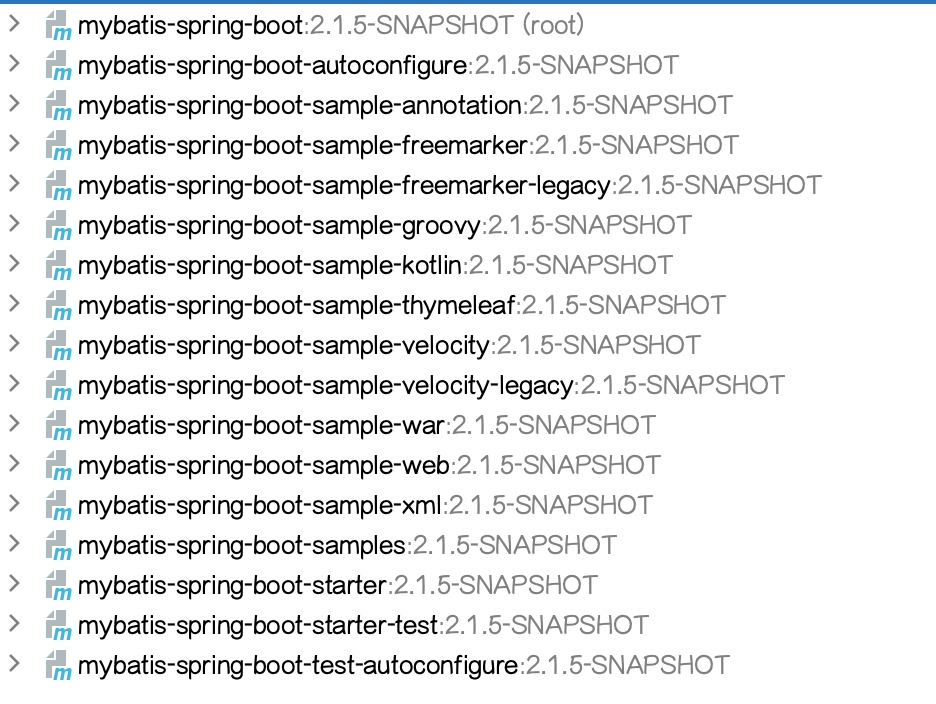 mybatis-spring-boot:2.1.5-SNAPSHOT (root)
mybatis-spring-boot-autoconfigure:2.1.5-SNAPSHOT
mybatis-spring-boot-sample-annotation:2.1.5-SNAPSHOT
mybatis-spring-boot-sample-freemarker:2.1.5-SNAPSHOT
mybatis-spring-boot-sample-freemarker-legacy:2.1.5-SNAPSHOT
mybatis-spring-boot-sample-groovy:2.1.5-SNAPSHOT
mybatis-spring-boot-sample-kotlin:2.1.5-SNAPSHOT
mybatis-spring-boot-sample-thymeleaf:2.1.5-SNAPSHOT
mybatis-spring-boot-sample-velocity:2.1.5-SNAPSHOT
mybatis-spring-boot-sample-velocity-legacy:2.1.5-SNAPSHOT
mybatis-spring-boot-sample-war:2.1.5-SNAPSHOT
mybatis-spring-boot-sample-web:2.1.5-SNAPSHOT
mybatis-spring-boot-sample-xml:2.1.5-SNAPSHOT
mybatis-spring-boot-samples:2.1.5-SNAPSHOT
mybatis-spring-boot-starter:2.1.5-SNAPSHOT
mybatis-spring-boot-starter-test:2.1.5-SNAPSHOT
mybatis-spring-boot-test-autoconfigure:2.1.5-SNAPSHOT